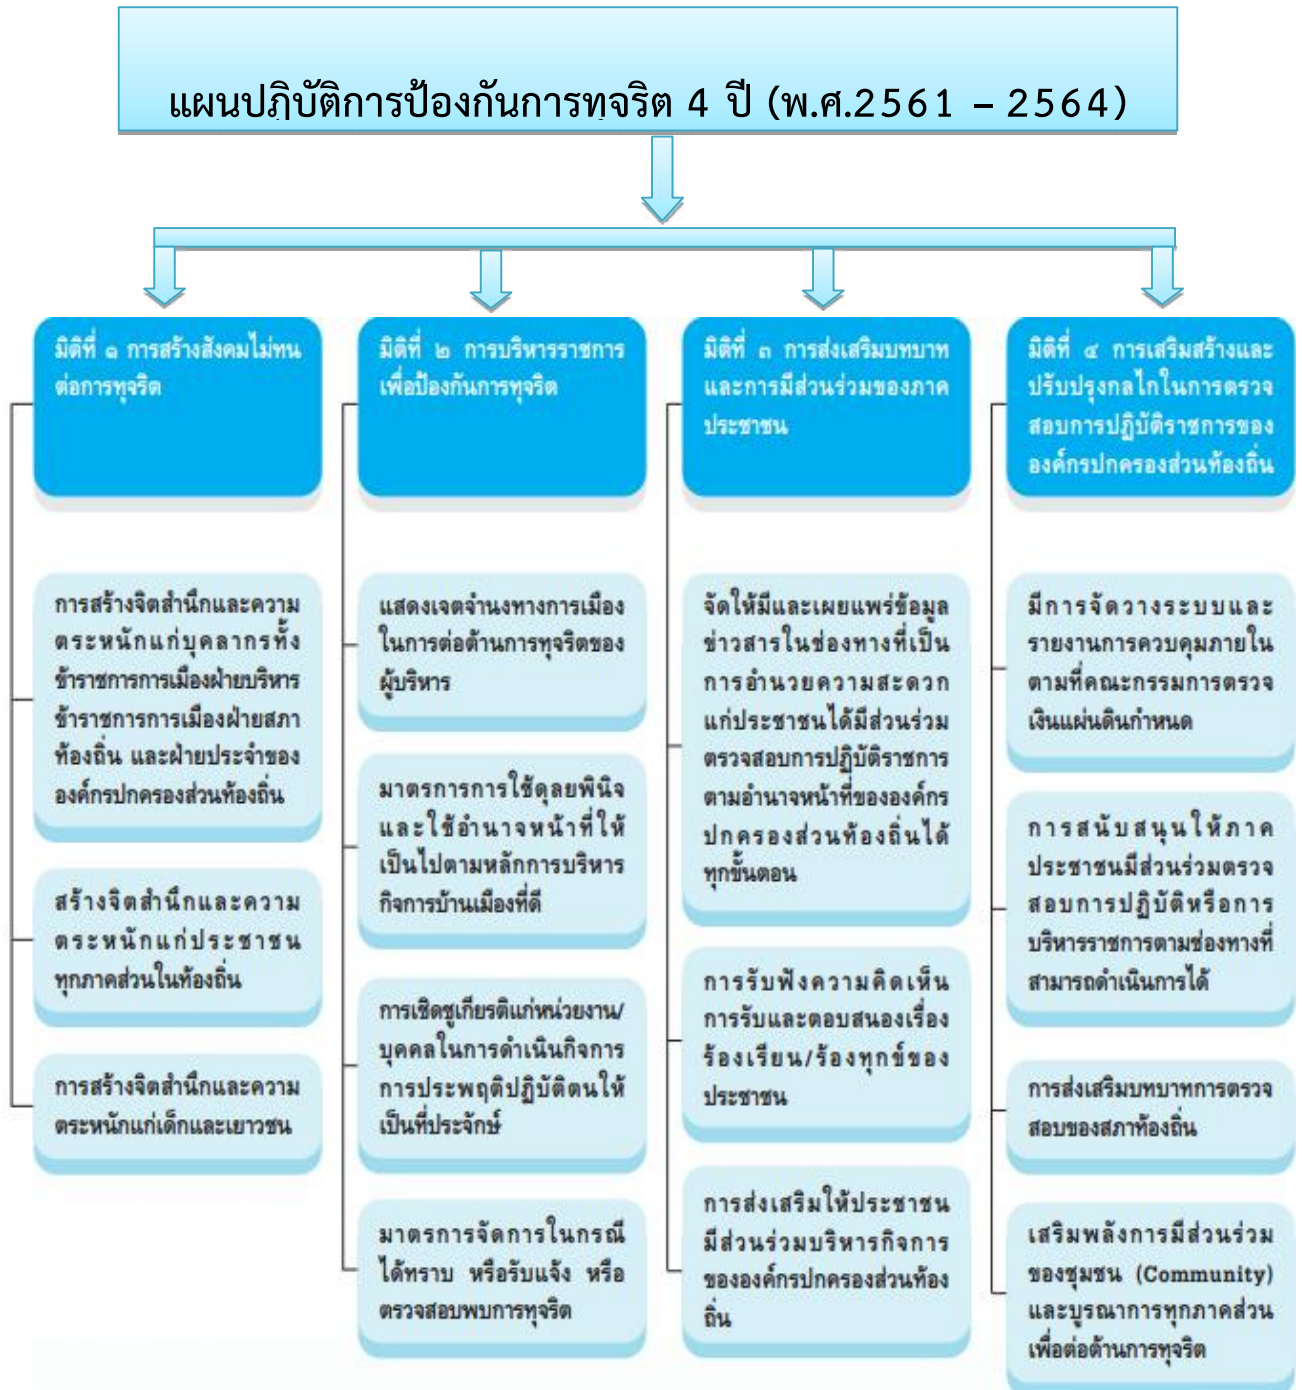 แผนปฏิบัติการป้องกันการทุจริต 4 ปี (พ.ศ.2561 – 2564)
มิติที่ ๑ การสร้างสังคมไม่ทน
ต่อการทุจริต
การสร้างจิตสำนึกและความ
ตระหนักแก่บุคลากรทั้ง
ข้าราชการการเมืองฝ่ายบริหาร
ข้าราชการการเมืองฝ่ายสภา
ท้องถิ่น และฝ่ายประจำของ
องค์กรปกครองส่วนท้องถิ่น
สร้างจิตสำนึกและความ
ตระหนักแก่ประชาชน
ทุกภาคส่วนในท้องถิ่น
การสร้างจิตสำนึกและความ
ตระหนักแก่เด็กและเยาวชน
มิติที่ ๒ การบริหารราชการ
เพื่อป้องกันการทุจริต
แสดงเจตจำนงทางการเมือง
ในการต่อต้านการทุจริตของ
ผู้บริหาร
มาตรการการใช้ดุลยพินิจ
และใช้อำนาจหน้าที่ให้
เป็นไปตามหลักการบริหาร
กิจการบ้านเมืองที่ดี
การเชิดชูเกียรติแก่หน่วยงาน/
บุคคลในการดำเนินกิจการ
การประพฤติปฏิบัติตนให้
เป็นที่ประจักษ์
มาตรการจัดการในกรณี
ได้ทราบ หรือรับแจ้ง หรือ
ตรวจสอบพบการทุจริต
มิติที่ ๓ การส่งเสริมบทบาท
และการมีส่วนร่วมของภาค
ประชาชน
จัดให้มีและเผยแพร่ข้อมูล
ข่าวสารในช่องทางที่เป็น
การอำนวยความสะดวก
แก่ประชาชนได้มีส่วนร่วม
ตรวจสอบการปฏิบัติราชการ
ตามอำนาจหน้าที่ขององค์กร
ปกครองส่วนท้องถิ่นได้
ทุกขั้นตอน
การรับฟังความคิดเห็น
การรับและตอบสนองเรื่อง
ร้องเรียน/ร้องทุกข์ของ
ประชาชน
การส่งเสริมให้ประชาชน
มีส่วนร่วมบริหารกิจการ
ขององค์กรปกครองส่วนท้อง
ถิ่น
มิติที่ ๔ การเสริมสร้างและ
ปรับปรุงกลไกในการตรวจ
สอบการปฏิบัติราชการของ
องค์กรปกครองส่วนท้องถิ่น
มีการจัดวางระบบและ
รายงานการควบคุมภายใน
ตามที่คณะกรรมการตรวจ
เงินแผ่นดินกำหนด
การสนับสนุนให้ภาค
ประชาชนมีส่วนร่วมตรวจ
สอบการปฏิบัติหรือการ
บริหารราชการตามช่องทางที่
สามารถดำเนินการได้
การส่งเสริมบทบาทการตรวจ
สอบของสภาท้องถิ่น
เสริมพลังการมีส่วนร่วม
ของชุมชน (Community)
และบูรณาการทุกภาคส่วน
เพื่อต่อต้านการทุจริต